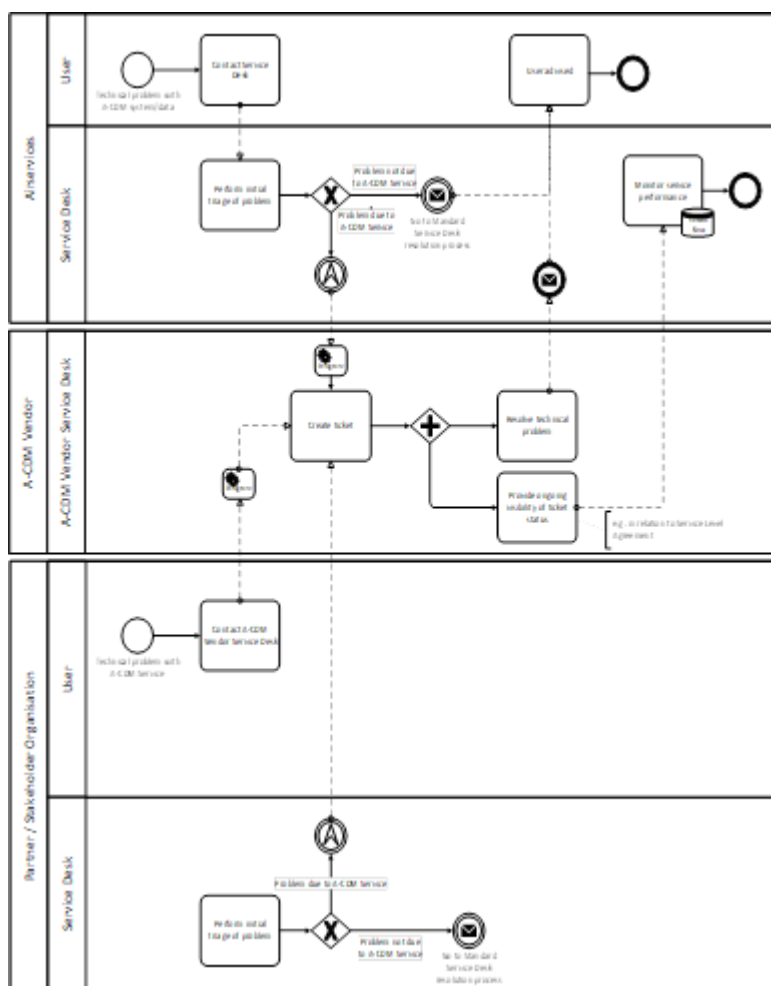 Airservices
User
Technical problem with
A-CDM system/data
Contact Service
Desk
User advised
Service Desk
Perform initial
triage of problem
Problem not due
to A-CDM Service
Problem due to
A-CDM Service
Standard
Service Desk
resolution process
Monitor service
performance
A-CDM Vendor
A-CDM Vendor Service Desk
Create ticket
Resolve technical
problem
Provide ongoing
visibility of ticket
status
e.g. in relation to Service Level
Agreement
Partner / Stakeholder Organisation
User
Technical problem with
A-CDM Service
Contact A-CDM
Vendor Service Desk
Service Desk
Perform initial
triage of problem
Problem due to A-CDM Service
Problem not due
to A-CDM Service
to Standard
Service Desk
resolution process